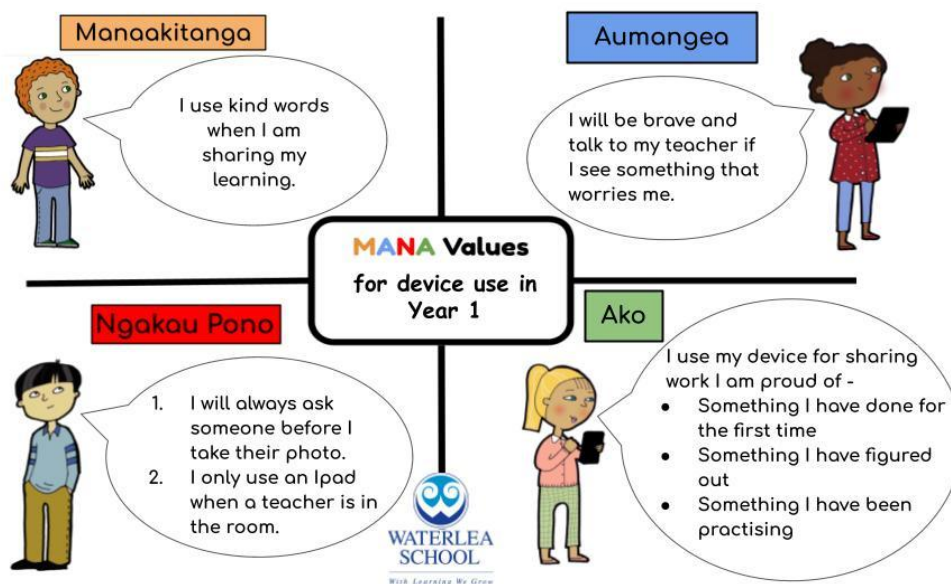 Manaakitanga
I use kind words
when I am
sharing my
learning.
Aumangea
I will be brave and
talk to my teacher if
I see something that
worries me.
MANA Values
for device use in
Year 1
Ngakau Pono
1. I will always ask
someone before I
take their photo.
2. I only use an Ipad
when a teacher is in
the room.
Ako
I use my device for sharing
work I am proud of -
● Something I have done for
the first time
● Something I have figured
out
● Something I have been
practising
WATERLEA
SCHOOL
With Learning We Grow